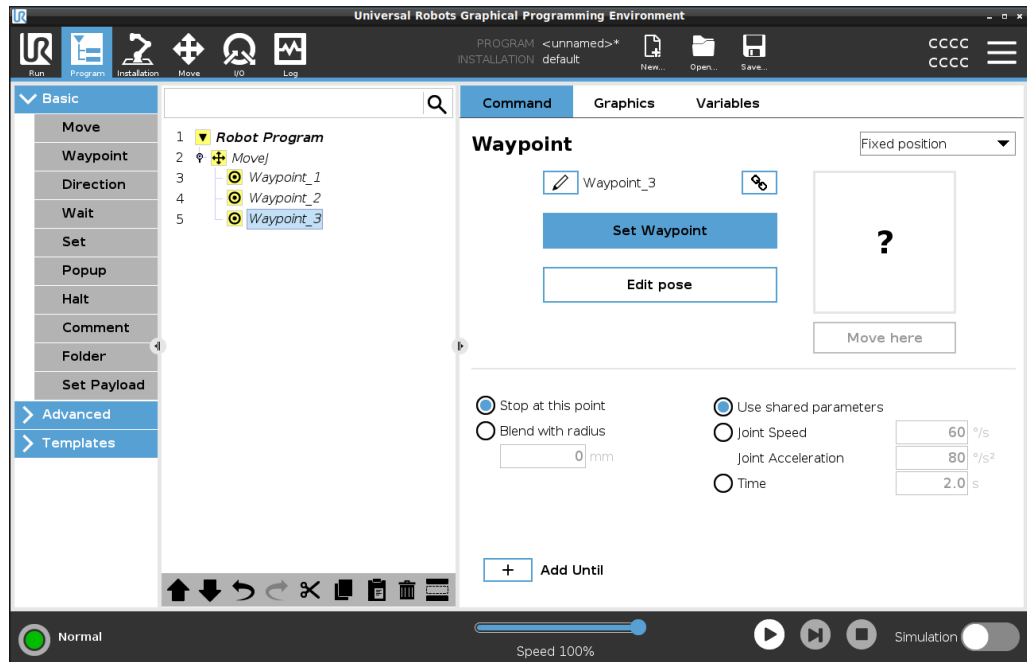 Universal Robots Graphical Programming Environment
PROGRAM <unnamed>*
INSTALLATION default
Run
Program
Installation
Move
I/O
Log
New...
Open...
Save...
CCCC
CCCC
Basic
Move
Waypoint
Direction
Wait
Set
Popup
Halt
Comment
Folder
Set Payload
Advanced
Templates
1 Robot Program
2 MoveJ
3 Waypoint_1
4 Waypoint_2
5 Waypoint_3
Command Graphics Variables
Waypoint
Fixed position
Waypoint_3
Set Waypoint
Edit pose
?
Move here
Stop at this point
Blend with radius
0 mm
Use shared parameters
Joint Speed 60 °/s
Joint Acceleration 80 °/s²
Time 2.0 s
+ Add Until
Normal
Speed 100%
Simulation